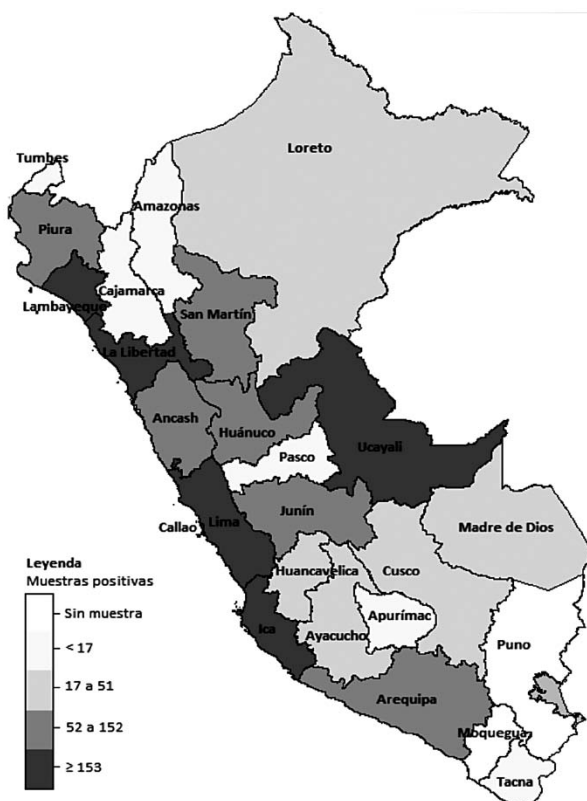 Loreto
Tumbes
Amazonas
Piura
Cajamarca
Lambayeque
San Martín
La Libertad
Ancash
Huánuco
Ucayali
Pasco
Callao
Lima
Junín
Madre de Dios
Huancavelica
Cusco
Ica
Ayacucho
Apurímac
Puno
Arequipa
Moquegua
Tacna
Leyenda
Muestras positivas
Sin muestra
< 17
17 a 51
52 a 152
≥ 153